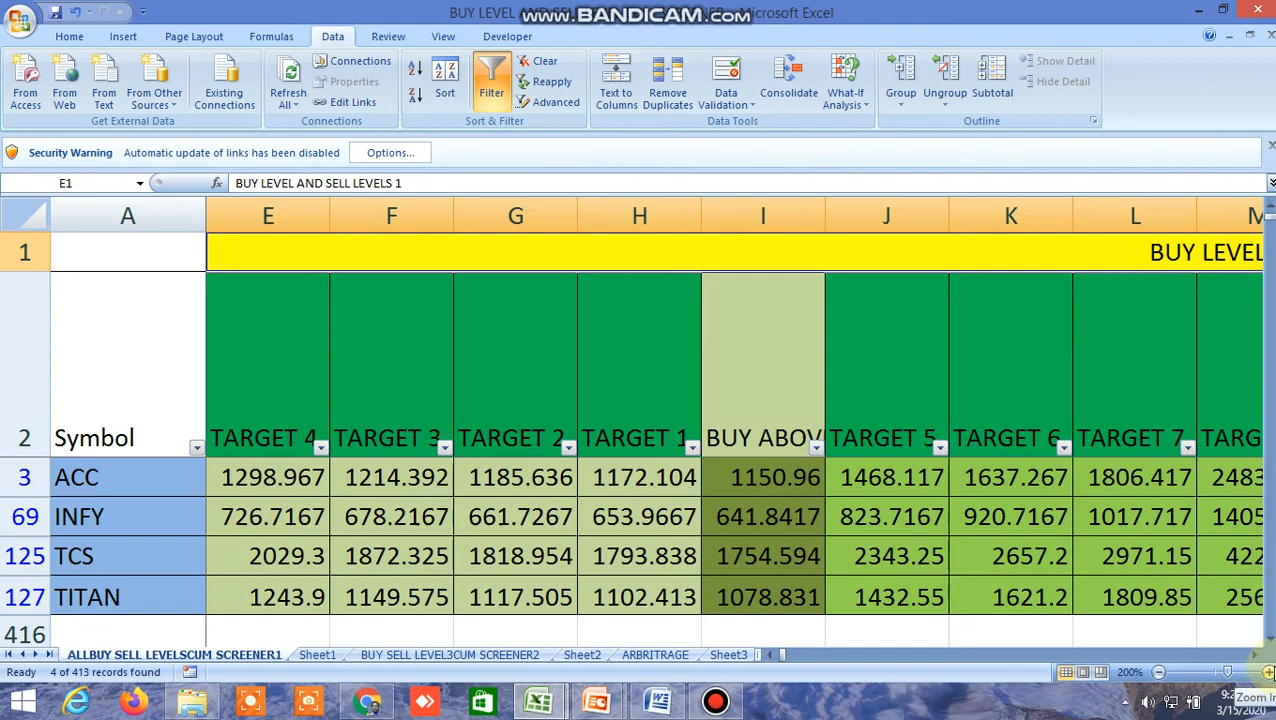 BUY LEVEL AND SELL
Microsoft Excel
www.BANDICAM.com
Home Insert Page Layout Formulas Data Review View Developer
From Access
From Web
From Text
From Other Sources
Existing Connections
Get External Data
Refresh All
Connections
Properties
Edit Links
Connections
Sort
Filter
Clear
Reapply
Advanced
Sort & Filter
Text to Columns
Remove Duplicates
Data Validation
Consolidate
What-If Analysis
Data Tools
Group
Ungroup
Subtotal
Show Detail
Hide Detail
Outline
Security Warning Automatic update of links has been disabled Options...
E1 fx BUY LEVEL AND SELL LEVELS 1
A E F G H I J K L M
1 BUY LEVEL
2 Symbol TARGET 4 TARGET 3 TARGET 2 TARGET 1 BUY ABOV TARGET 5 TARGET 6 TARGET 7 TARG
3 ACC 1298.967 1214.392 1185.636 1172.104 1150.96 1468.117 1637.267 1806.417 2483
69 INFY 726.7167 678.2167 661.7267 653.9667 641.8417 823.7167 920.7167 1017.717 1405
125 TCS 2029.3 1872.325 1818.954 1793.838 1754.594 2343.25 2657.2 2971.15 422
127 TITAN 1243.9 1149.575 1117.505 1102.413 1078.831 1432.55 1621.2 1809.85 256
416
ALLBUY SELL LEVELSCUM SCREENER1 Sheet1 BUY SELL LEVEL3CUM SCREENER2 Sheet2 ARBRITRAGE Sheet3
Ready 4 of 413 records found 200%
Zoom In
9:2
3/15/2020